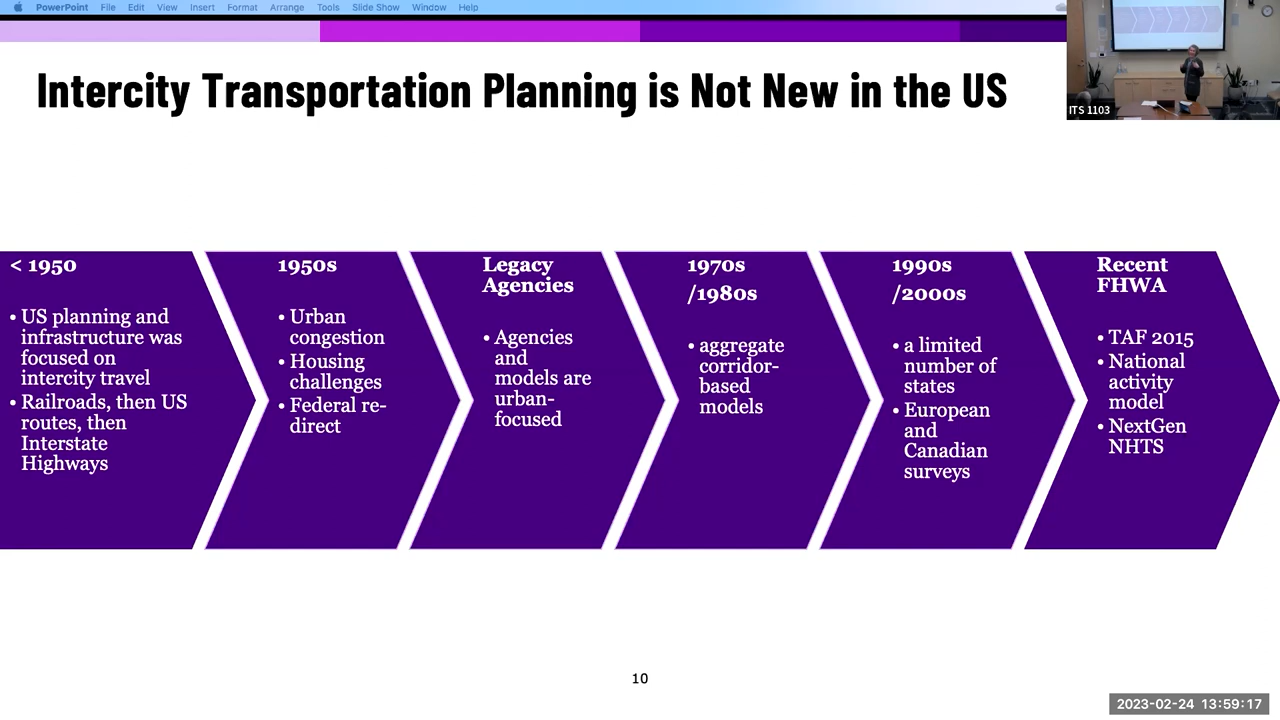 PowerPoint File Edit View Insert Format Arrange Tools Slide Show Window Help
Intercity Transportation Planning is Not New in the US
ITS 1103
< 1950
• US planning and
infrastructure was
focused on
intercity travel
• Railroads, then US
routes, then
Interstate
Highways
1950s
• Urban
congestion
• Housing
challenges
• Federal re-
direct
Legacy
Agencies
• Agencies
and
models are
urban-
focused
1970s
/1980s
• aggregate
corridor-
based
models
1990s
/2000s
• a limited
number of
states
• European
and
Canadian
surveys
Recent
FHWA
• TAF 2015
• National
activity
model
• NextGen
NHTS
10
2023-02-24 13:59:17